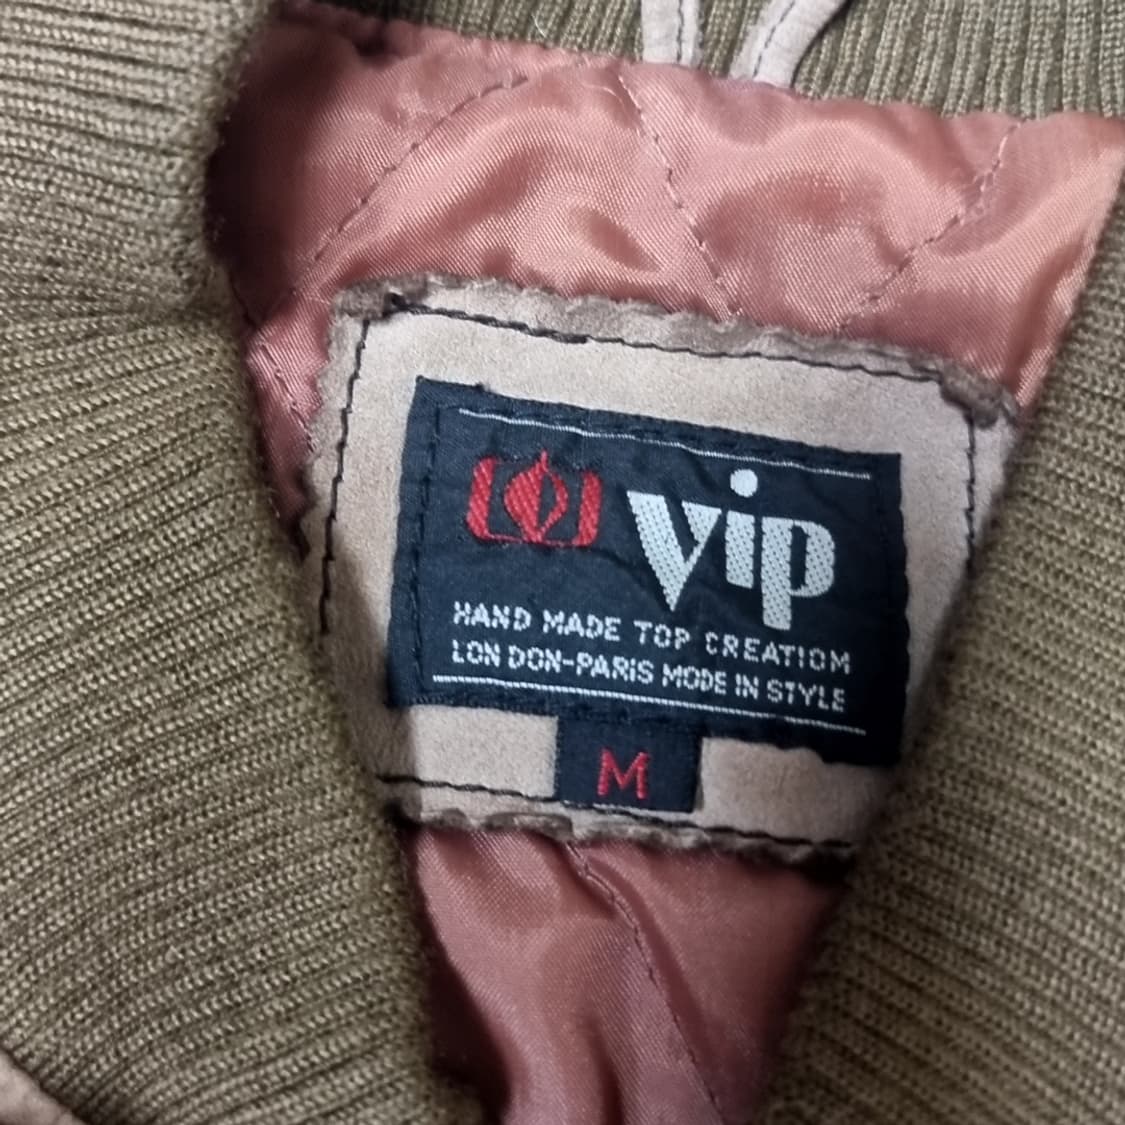 vip
HAND MADE TOP CREATIOM
LON DON-PARiS MODE IN STYLE
M